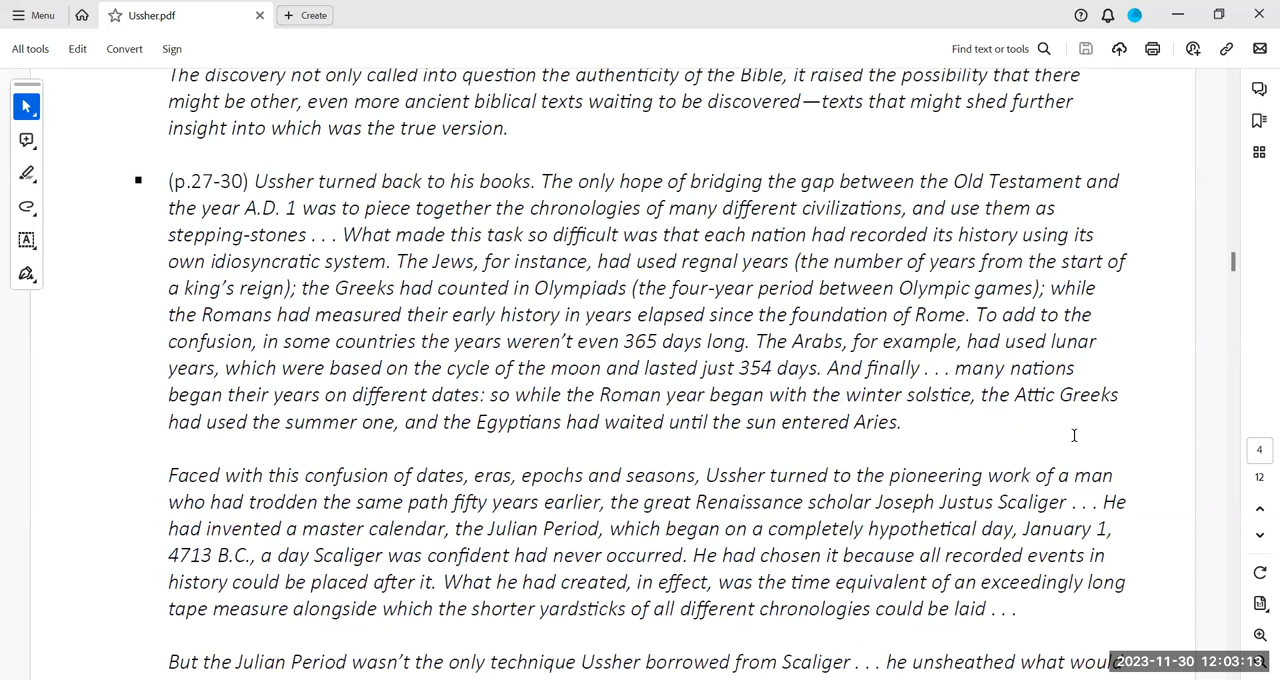 Menu
Ussher.pdf
+ Create
All tools
Edit
Convert
Sign
Find text or tools
The discovery not only called into question the authenticity of the Bible, it raised the possibility that there
might be other, even more ancient biblical texts waiting to be discovered—texts that might shed further
insight into which was the true version.
▪ (p.27-30) Ussher turned back to his books. The only hope of bridging the gap between the Old Testament and
the year A.D. 1 was to piece together the chronologies of many different civilizations, and use them as
stepping-stones . . . What made this task so difficult was that each nation had recorded its history using its
own idiosyncratic system. The Jews, for instance, had used regnal years (the number of years from the start of
a king's reign); the Greeks had counted in Olympiads (the four-year period between Olympic games); while
the Romans had measured their early history in years elapsed since the foundation of Rome. To add to the
confusion, in some countries the years weren't even 365 days long. The Arabs, for example, had used lunar
years, which were based on the cycle of the moon and lasted just 354 days. And finally . . . many nations
began their years on different dates: so while the Roman year began with the winter solstice, the Attic Greeks
had used the summer one, and the Egyptians had waited until the sun entered Aries.
Faced with this confusion of dates, eras, epochs and seasons, Ussher turned to the pioneering work of a man
who had trodden the same path fifty years earlier, the great Renaissance scholar Joseph Justus Scaliger . . . He
had invented a master calendar, the Julian Period, which began on a completely hypothetical day, January 1,
4713 B.C., a day Scaliger was confident had never occurred. He had chosen it because all recorded events in
history could be placed after it. What he had created, in effect, was the time equivalent of an exceedingly long
tape measure alongside which the shorter yardsticks of all different chronologies could be laid . . .
But the Julian Period wasn't the only technique Ussher borrowed from Scaliger . . . he unsheathed what
4
12
2023-11-30 12:03:13